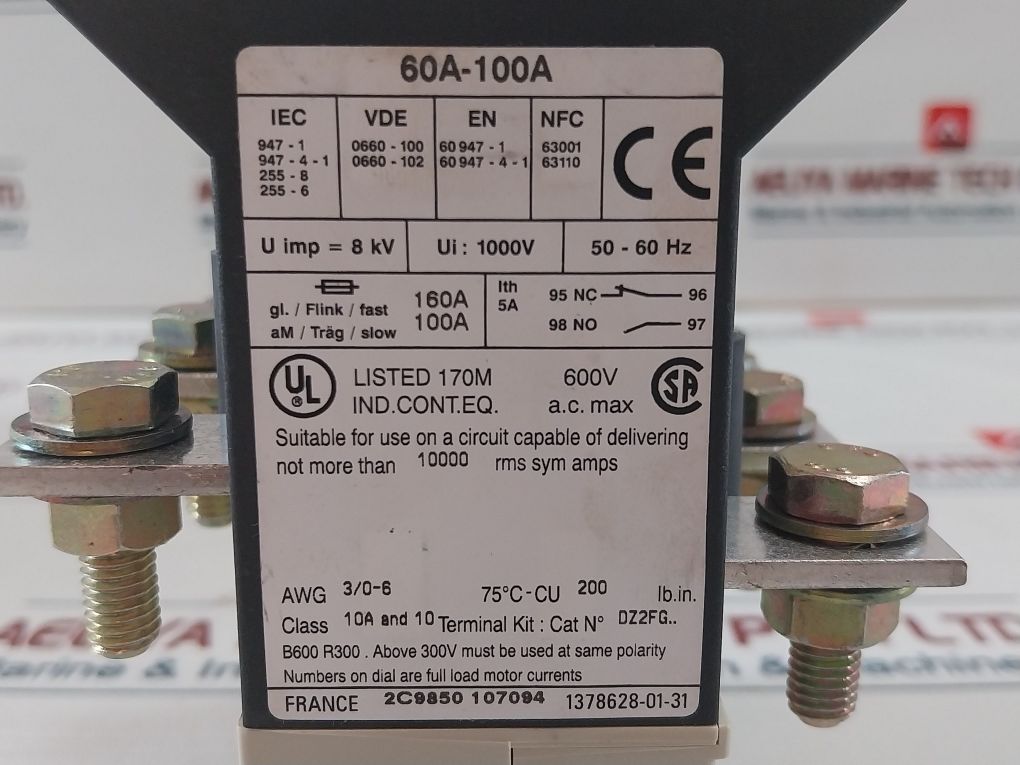 60A-100A
IEC VDE EN NFC CE
947 - 1 0660 - 100 60 947 - 1 63001
947 - 4 - 1 0660 - 102 60 947 - 4 - 1 63110
255 - 8
255 - 6
U imp = 8 kV Ui : 1000V 50 - 60 Hz
gl. / Flink / fast 160A
aM / Träg / slow 100A
Ith
5A
95 NC 96
98 NO 97
UL ® LISTED 170M 600V SA
IND.CONT.EQ. a.c. max
Suitable for use on a circuit capable of delivering
not more than 10000 rms sym amps
AWG 3/0-6 75°C-CU 200 lb.in.
Class 10A and 10 Terminal Kit : Cat N° DZ2FG..
B600 R300 . Above 300V must be used at same polarity
Numbers on dial are full load motor currents
FRANCE 2C9850 107094 1378628-01-31